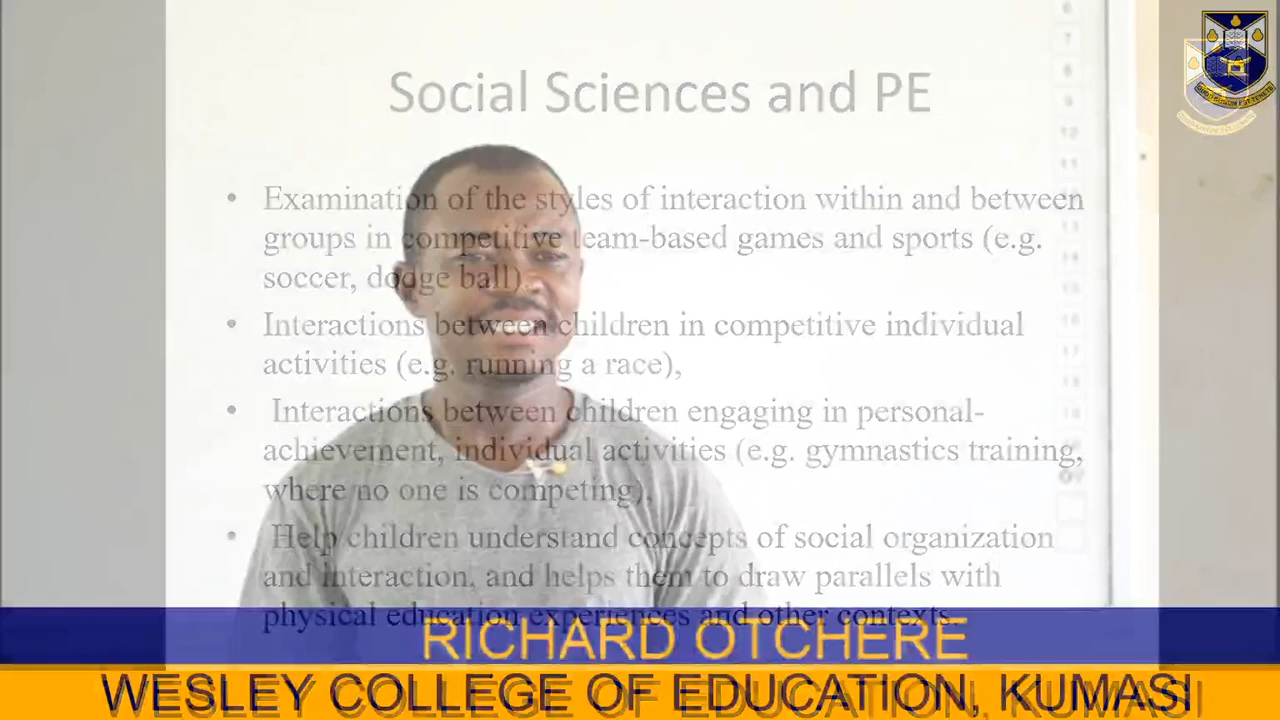 Social Sciences and PE
• Examination of the styles of interaction within and between
groups in competitive team-based games and sports (e.g.
soccer, dodge ball),
• Interactions between children in competitive individual
activities (e.g. running a race),
• Interactions between children engaging in personal-
achievement, individual activities (e.g. gymnastics training,
where no one is competing),
• Help children understand concepts of social organization
and interaction, and helps them to draw parallels with
physical education experiences and other contexts.
RICHARD OTCHERE
WESLEY COLLEGE OF EDUCATION, KUMASI